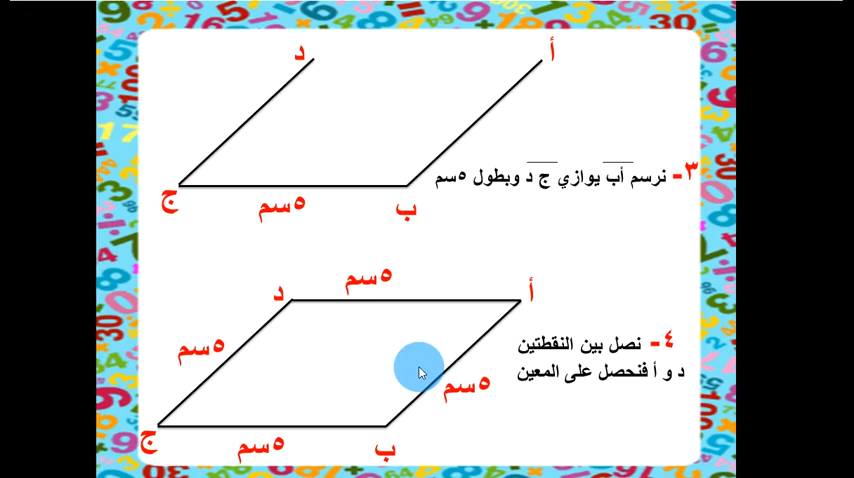 د
أ
٣- نرسم أب يوازي ج د وبطول ٥سم
ج
٥سم
ب
٥سم
د
أ
٥سم
٤- نصل بين النقطتين
د و أ فنحصل على المعين
٥سم
ج
٥سم
ب